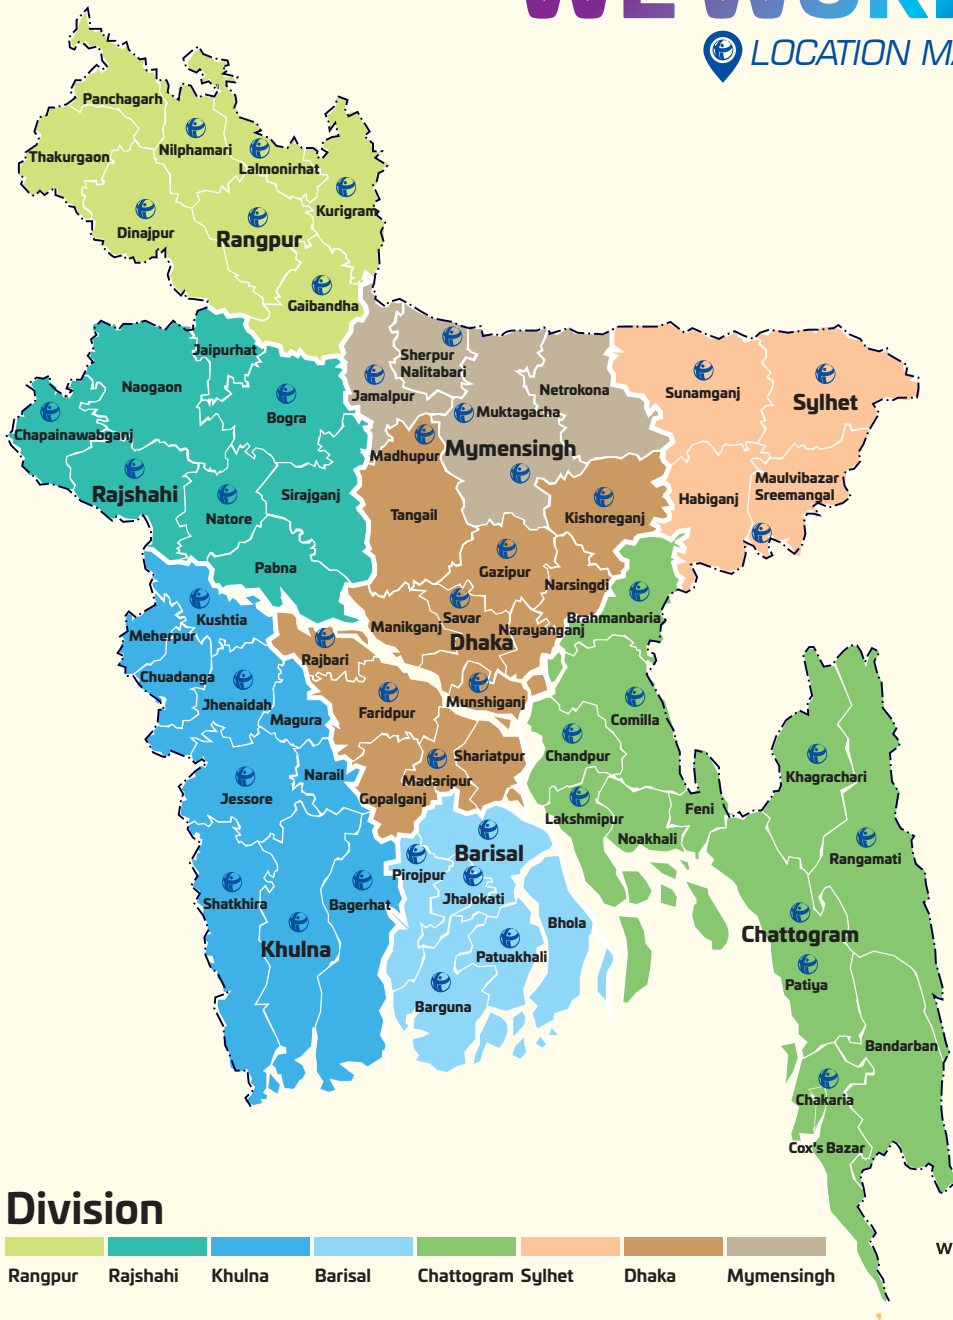 LOCATION
Panchagarh
Thakurgaon
Nilphamari
Lalmonirhat
Kurigram
Dinajpur
Rangpur
Gaibandha
Jaipurhat
Naogaon
Bogra
Chapainawabganj
Rajshahi
Natore
Sirajganj
Pabna
Sherpur
Nalitabari
Jamalpur
Netrokona
Muktagacha
Mymensingh
Madhupur
Tangail
Kishoreganj
Gazipur
Narsingdi
Savar
Manikganj
Narayanganj
Dhaka
Munshiganj
Rajbari
Faridpur
Shariatpur
Madaripur
Gopalganj
Sunamganj
Sylhet
Habiganj
Maulvibazar
Sreemangal
Brahmanbaria
Comilla
Chandpur
Lakshmipur
Noakhali
Feni
Khagrachari
Rangamati
Chattogram
Patiya
Bandarban
Chakaria
Cox's Bazar
Kushtia
Meherpur
Chuadanga
Jhenaidah
Magura
Narail
Jessore
Shatkhira
Bagerhat
Khulna
Barisal
Pirojpur
Jhalokati
Bhola
Patuakhali
Barguna
Division
Rangpur Rajshahi Khulna Barisal Chattogram Sylhet Dhaka Mymensingh